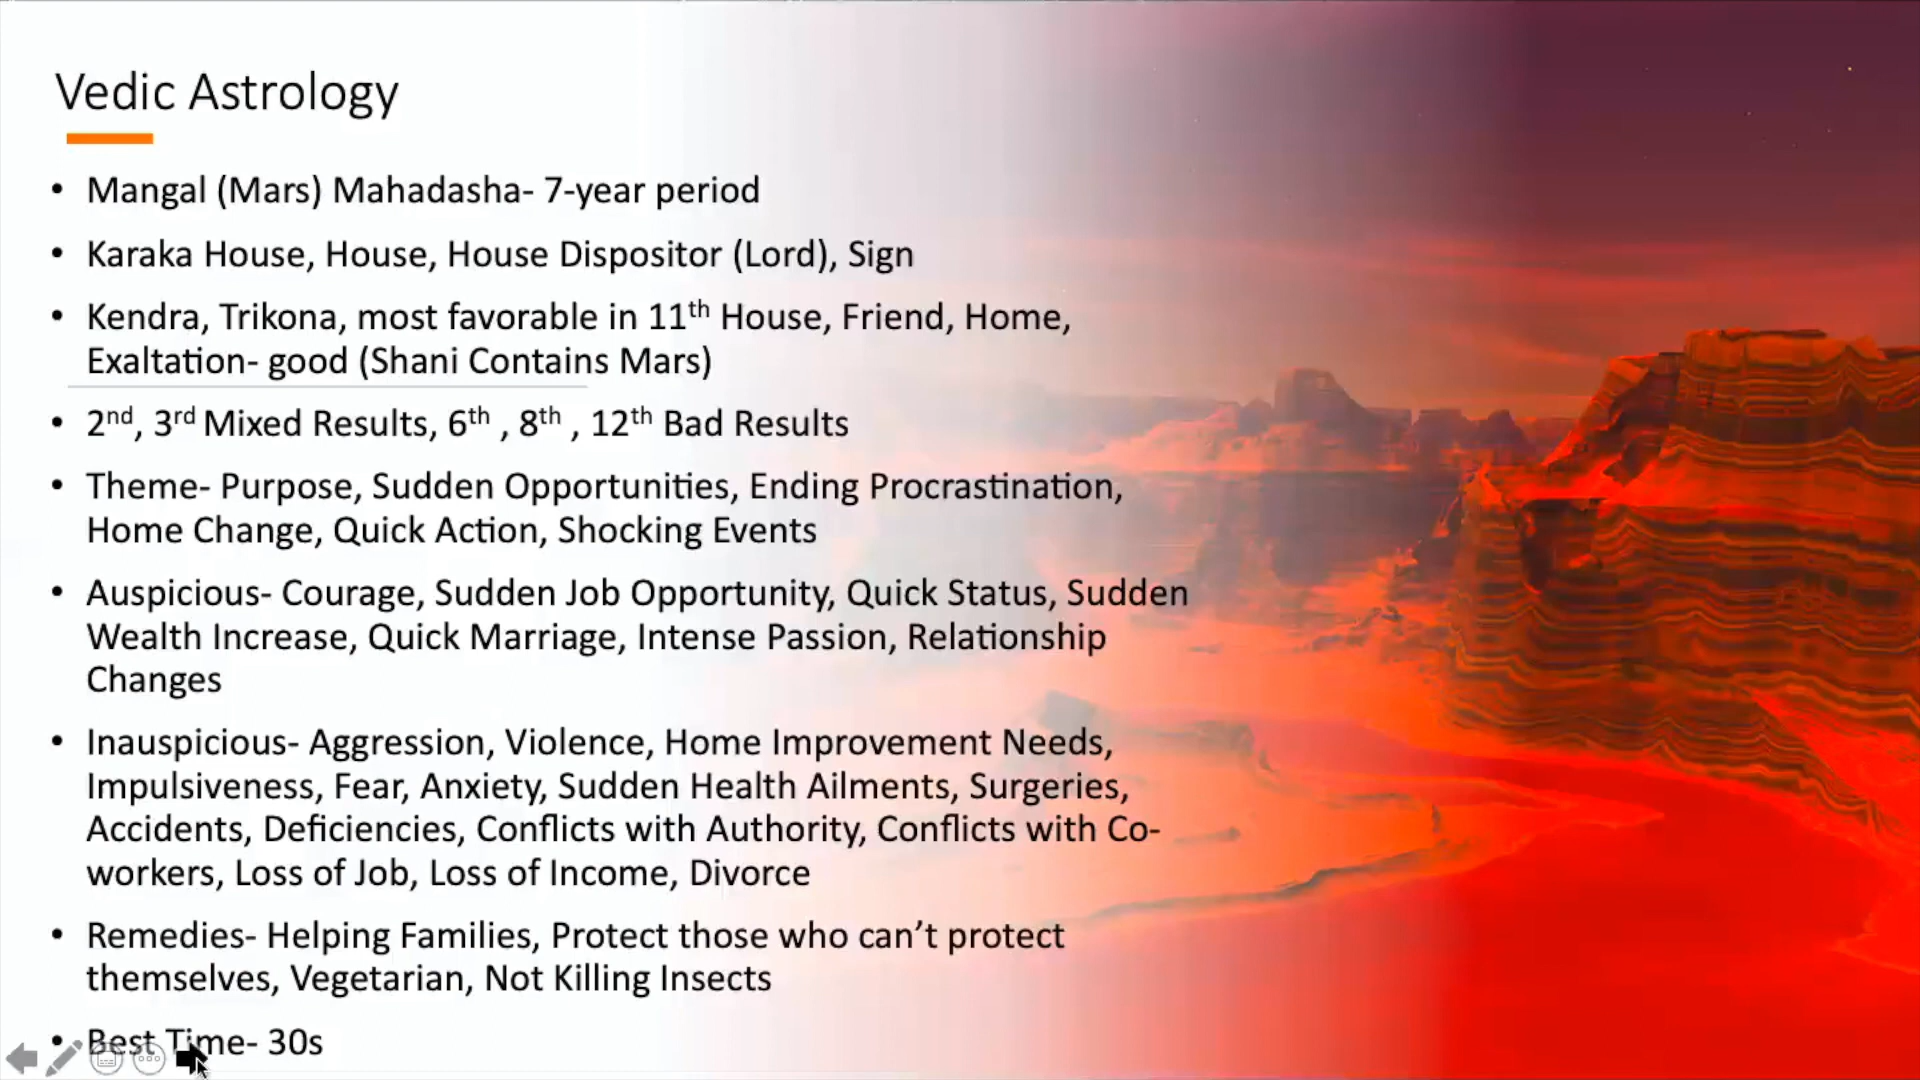 Vedic Astrology
• Mangal (Mars) Mahadasha- 7-year period
• Karaka House, House, House Dispositor (Lord), Sign
• Kendra, Trikona, most favorable in 11th House, Friend, Home,
Exaltation- good (Shani Contains Mars)
• 2nd, 3rd Mixed Results, 6th , 8th , 12th Bad Results
• Theme- Purpose, Sudden Opportunities, Ending Procrastination,
Home Change, Quick Action, Shocking Events
• Auspicious- Courage, Sudden Job Opportunity, Quick Status, Sudden
Wealth Increase, Quick Marriage, Intense Passion, Relationship
Changes
• Inauspicious- Aggression, Violence, Home Improvement Needs,
Impulsiveness, Fear, Anxiety, Sudden Health Ailments, Surgeries,
Accidents, Deficiencies, Conflicts with Authority, Conflicts with Co-
workers, Loss of Job, Loss of Income, Divorce
• Remedies- Helping Families, Protect those who can’t protect
themselves, Vegetarian, Not Killing Insects
• Best Time- 30s